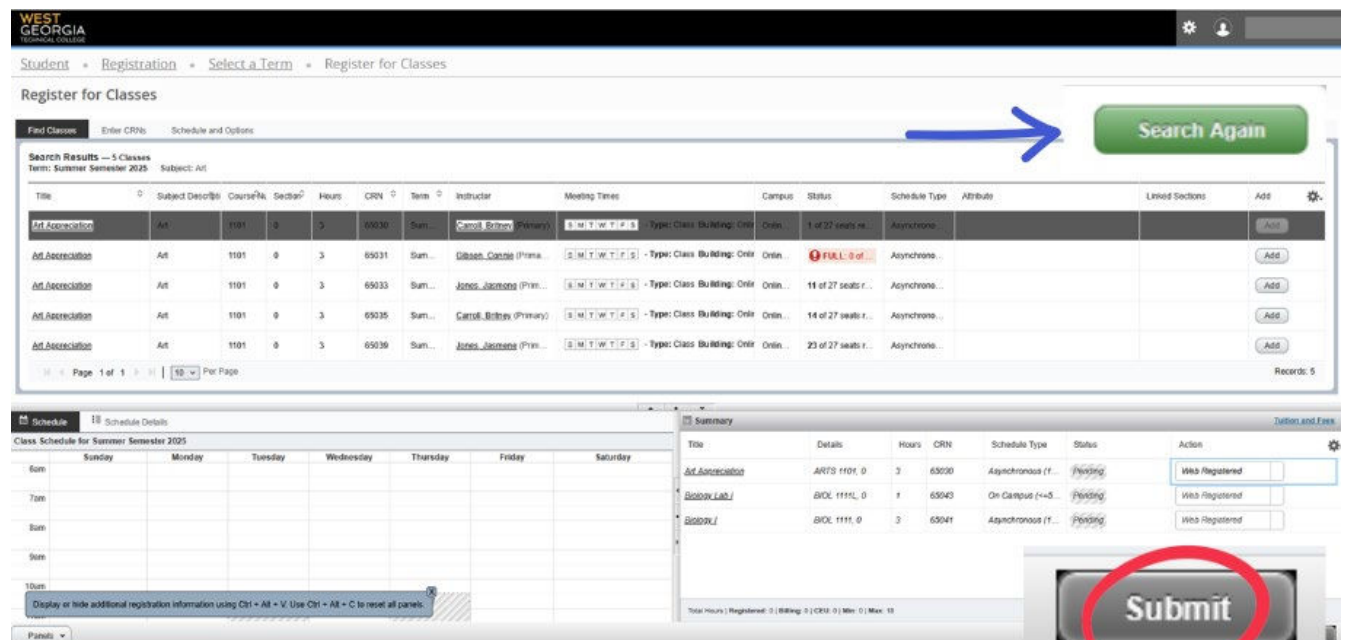 WEST
GEORGIA
TECHNICAL COLLEGE
Student • Registration • Select a Term • Register for Classes
Register for Classes
Search Again
Find Classes Enter CRNs Schedule and Options
Search Results — 5 Classes
Term: Summer Semester 2025 Subject: Art
Title Subject Descripti Course Nu Section Hours CRN Term Instructor Meeting Times Campus Status Schedule Type Attribute Linked Sections Add
Art Appreciation Art 1101 0 3 65030 Sum... Carroll, Britney (Primary) S M T W T F S - Type: Class Building: Onlir Onlin... 1 of 27 seats re... Asynchrono... Add
Art Appreciation Art 1101 0 3 65031 Sum... Gibson, Connie (Prima... S M T W T F S - Type: Class Building: Onlir Onlin... FULL: 0 of... Asynchrono... Add
Art Appreciation Art 1101 0 3 65033 Sum... Jones, Jasmone (Prim... S M T W T F S - Type: Class Building: Onlir Onlin... 11 of 27 seats r... Asynchrono... Add
Art Appreciation Art 1101 0 3 65035 Sum... Carroll, Britney (Primary) S M T W T F S - Type: Class Building: Onlir Onlin... 14 of 27 seats r... Asynchrono... Add
Art Appreciation Art 1101 0 3 65039 Sum... Jones, Jasmone (Prim... S M T W T F S - Type: Class Building: Onlir Onlin... 23 of 27 seats r... Asynchrono... Add
Page 1 of 1 10 Per Page Records: 5
Schedule Schedule Details
Class Schedule for Summer Semester 2025
Sunday Monday Tuesday Wednesday Thursday Friday Saturday
6am
7am
8am
9am
10am
Display or hide additional registration information using Ctrl + Alt + V. Use Ctrl + Alt + C to reset all panels. X
Panels
Summary Tuition and Fees
Title Details Hours CRN Schedule Type Status Action
Art Appreciation ARTS 1101, 0 3 65030 Asynchronous (1... Pending Web Registered
Biology Lab I BIOL 1111L, 0 1 65043 On Campus (<=5... Pending Web Registered
Biology I BIOL 1111, 0 3 65041 Asynchronous (1... Pending Web Registered
Total Hours | Registered: 0 | Billing: 0 | CEU: 0 | Min: 0 | Max: 18
Submit